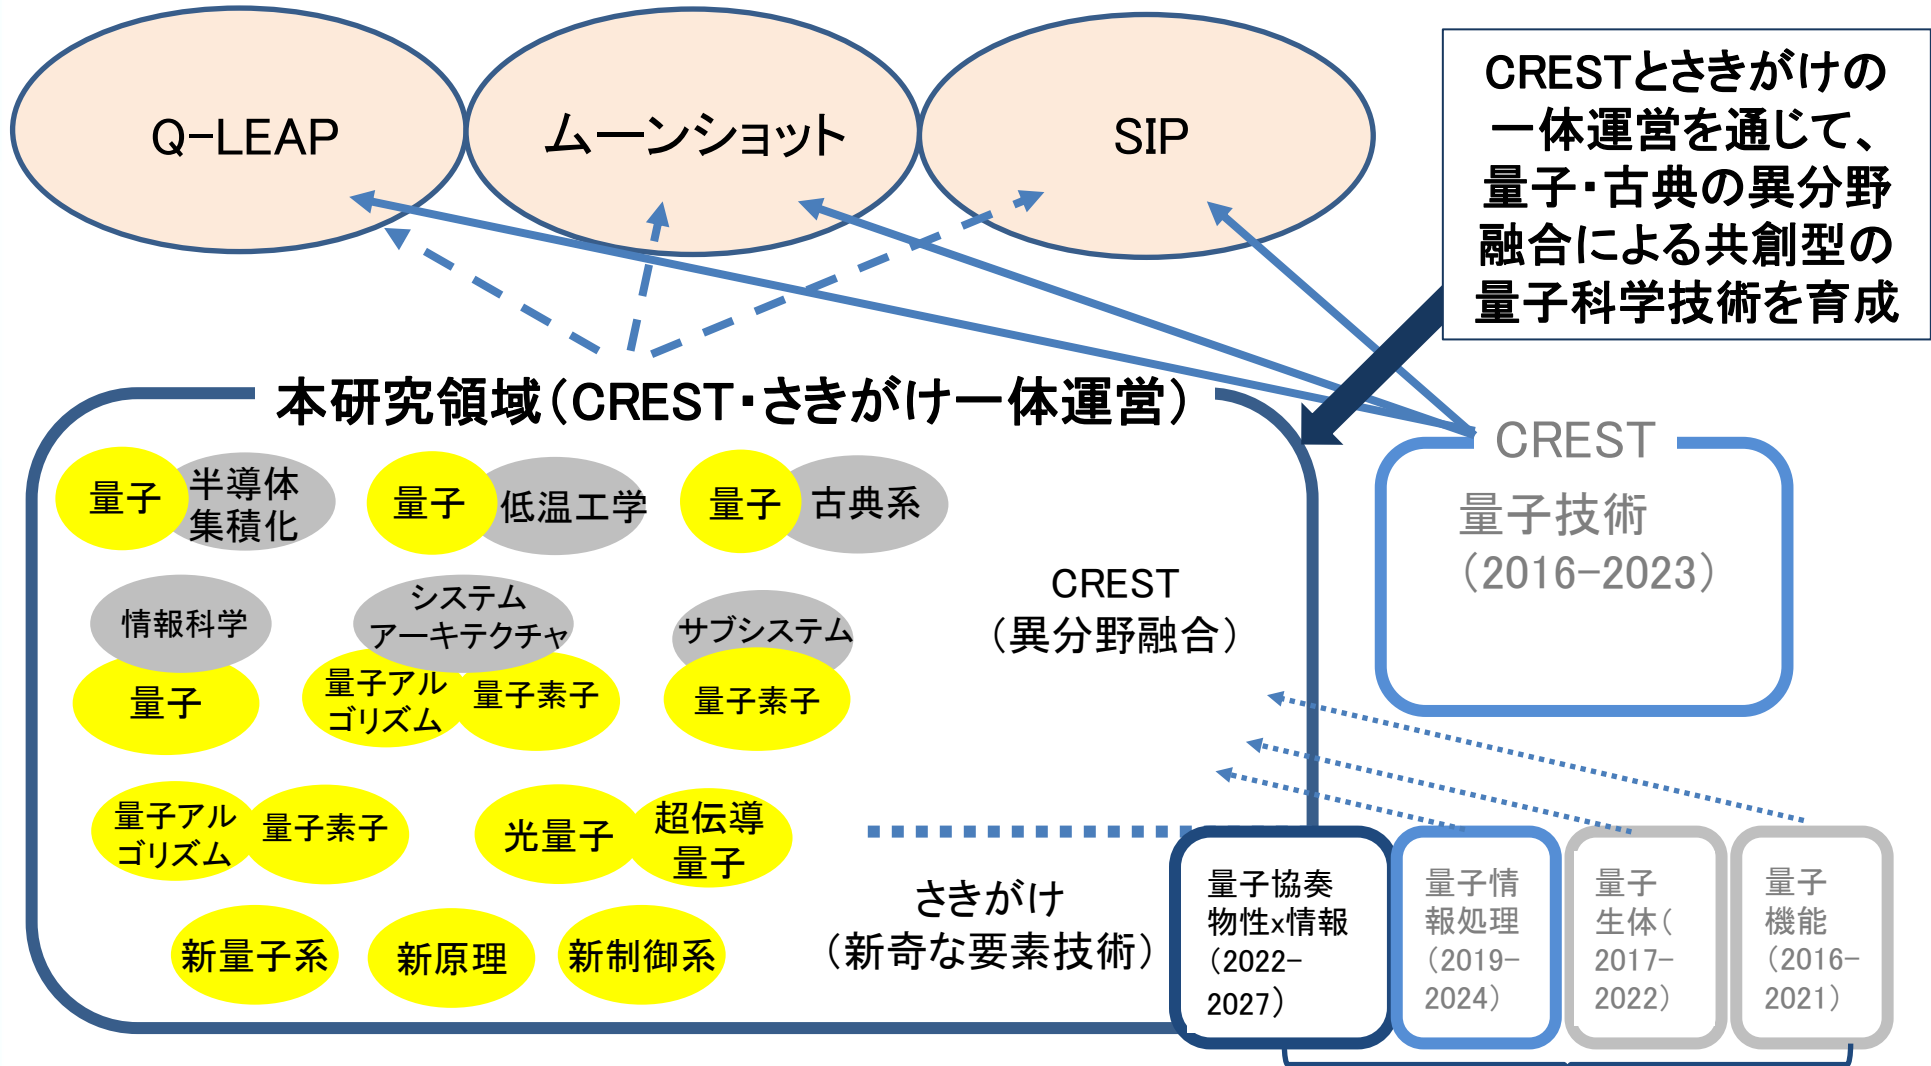 Q-LEAP
ムーンショット
SIP
CRESTとさきがけの
一体運営を通じて、
量子・古典の異分野
融合による共創型の
量子科学技術を育成
本研究領域（CREST・さきがけ一体運営）
量子
半導体
集積化
量子
低温工学
量子
古典系
CREST
量子技術
（2016-2023）
情報科学
量子
システム
アーキテクチャ
量子アル
ゴリズム
量子素子
サブシステム
量子素子
CREST
（異分野融合）
量子アル
ゴリズム
量子素子
光量子
超伝導
量子
新量子系
新原理
新制御系
さきがけ
（新奇な要素技術）
量子協奏
物性x情報
（2022-
2027）
量子情
報処理
（2019-
2024）
量子
生体（
2017-
2022）
量子
機能
（2016-
2021）